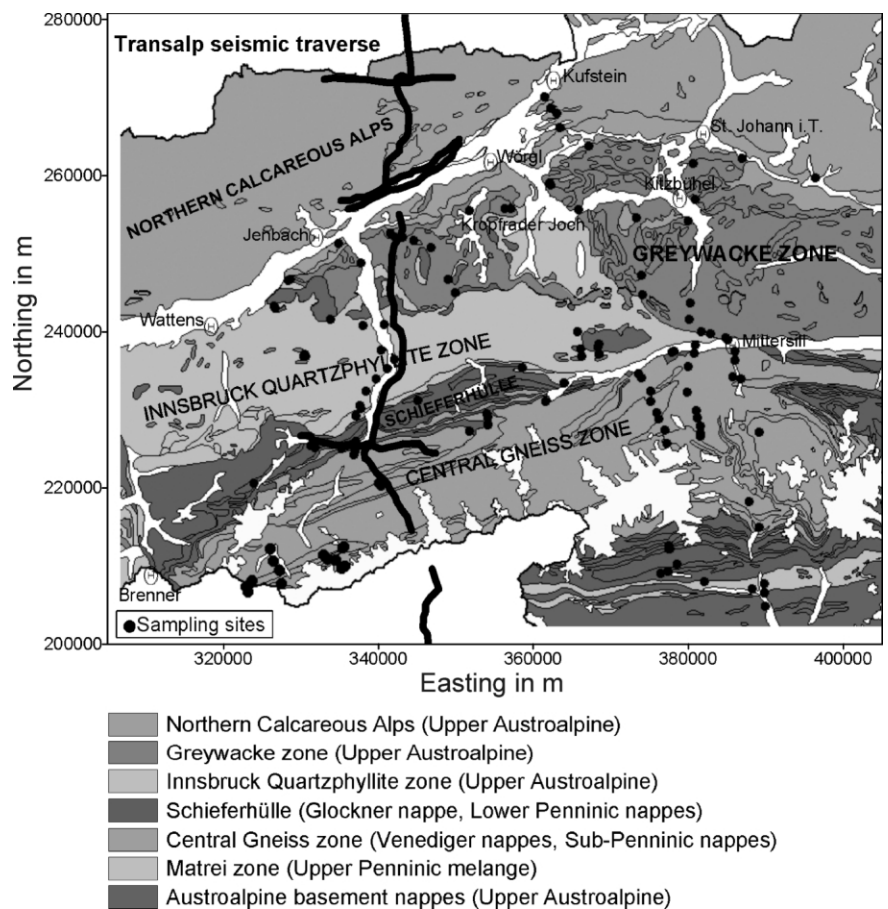 280000
Transalp seismic traverse
Kufstein
St. Johann i.T.
NORTHERN CALCAREOUS ALPS
260000
Wörgl
Kitzbühel
Jenbach
Kropfrader Joch
GREYWACKE ZONE
Wattens
240000
Mittersill
INNSBRUCK QUARTZPHYLLITE ZONE
SCHIEFERHÜLLE
CENTRAL GNEISS ZONE
220000
Brenner
Sampling sites
200000
Northing in m
320000 340000 360000 380000 400000
Easting in m
Northern Calcareous Alps (Upper Austroalpine)
Greywacke zone (Upper Austroalpine)
Innsbruck Quartzphyllite zone (Upper Austroalpine)
Schieferhülle (Glockner nappe, Lower Penninic nappes)
Central Gneiss zone (Venediger nappes, Sub-Penninic nappes)
Matrei zone (Upper Penninic melange)
Austroalpine basement nappes (Upper Austroalpine)